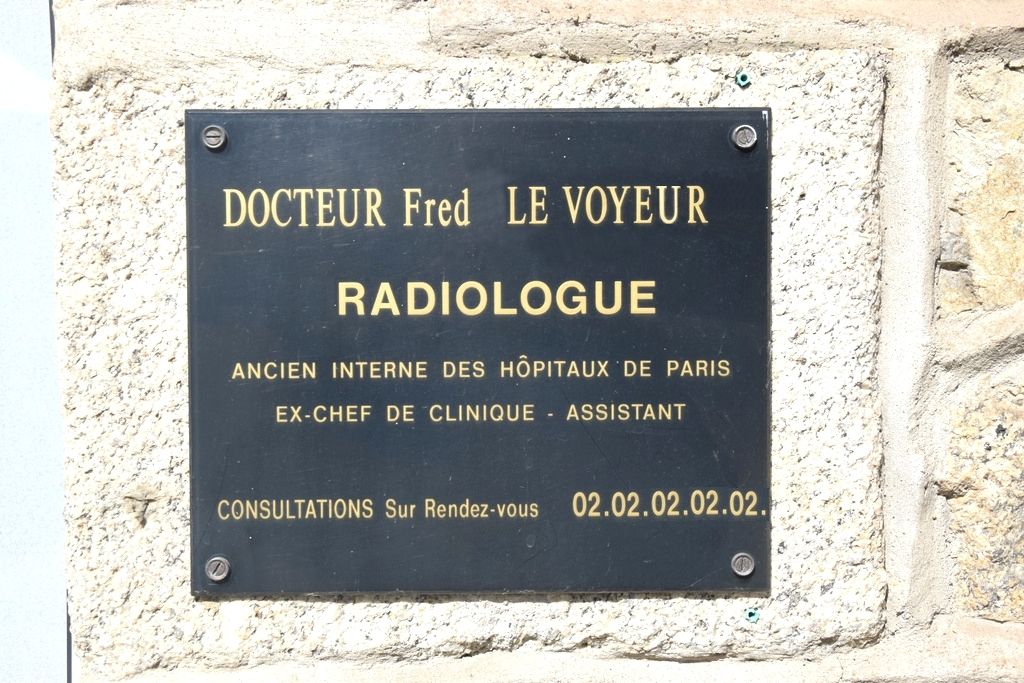 DOCTEUR Fred LE VOYEUR
RADIOLOGUE
ANCIEN INTERNE DES HÔPITAUX DE PARIS
EX-CHEF DE CLINIQUE - ASSISTANT
CONSULTATIONS Sur Rendez-vous 02.02.02.02.02.